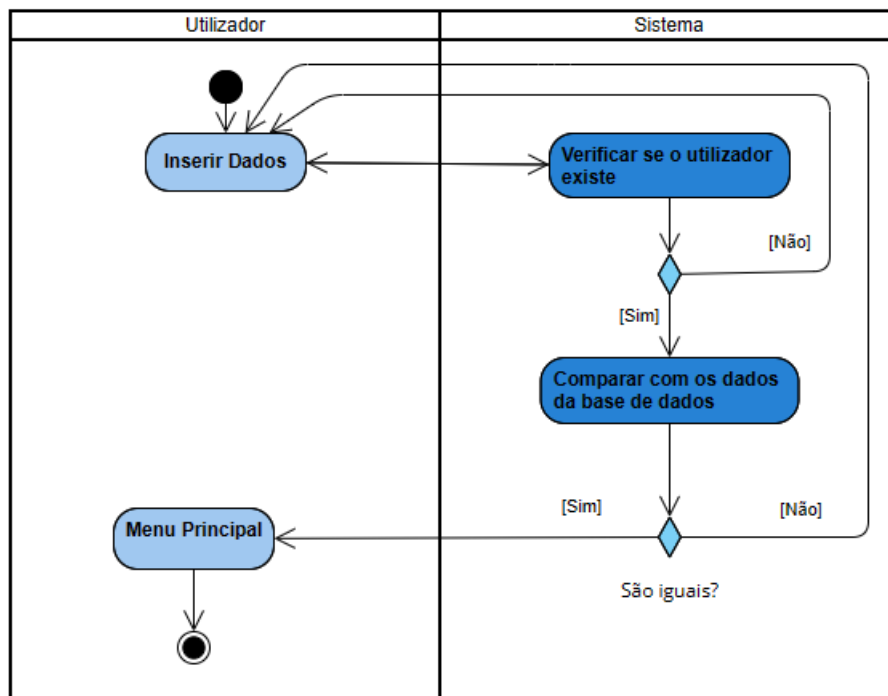 Utilizador
Sistema
Inserir Dados
Verificar se o utilizador
existe
[Não]
[Sim]
Comparar com os dados
da base de dados
[Sim]
[Não]
Menu Principal
São iguais?